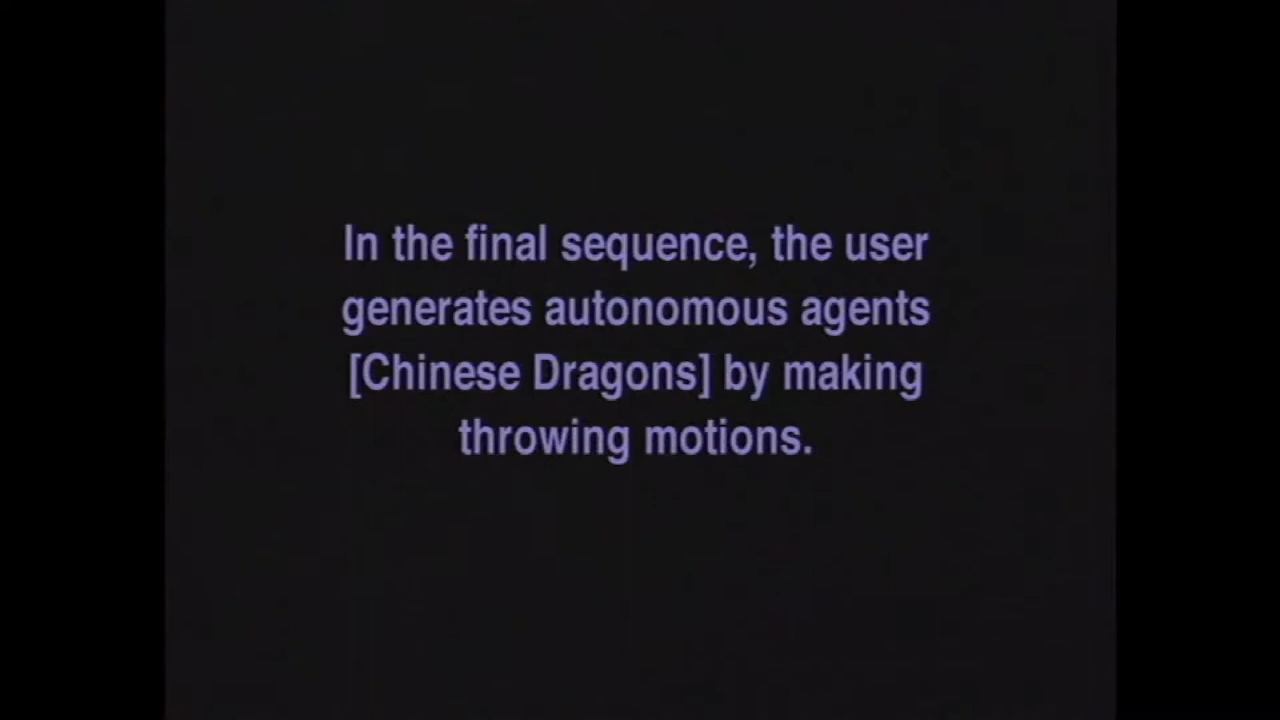 In the final sequence, the user
generates autonomous agents
[Chinese Dragons] by making
throwing motions.